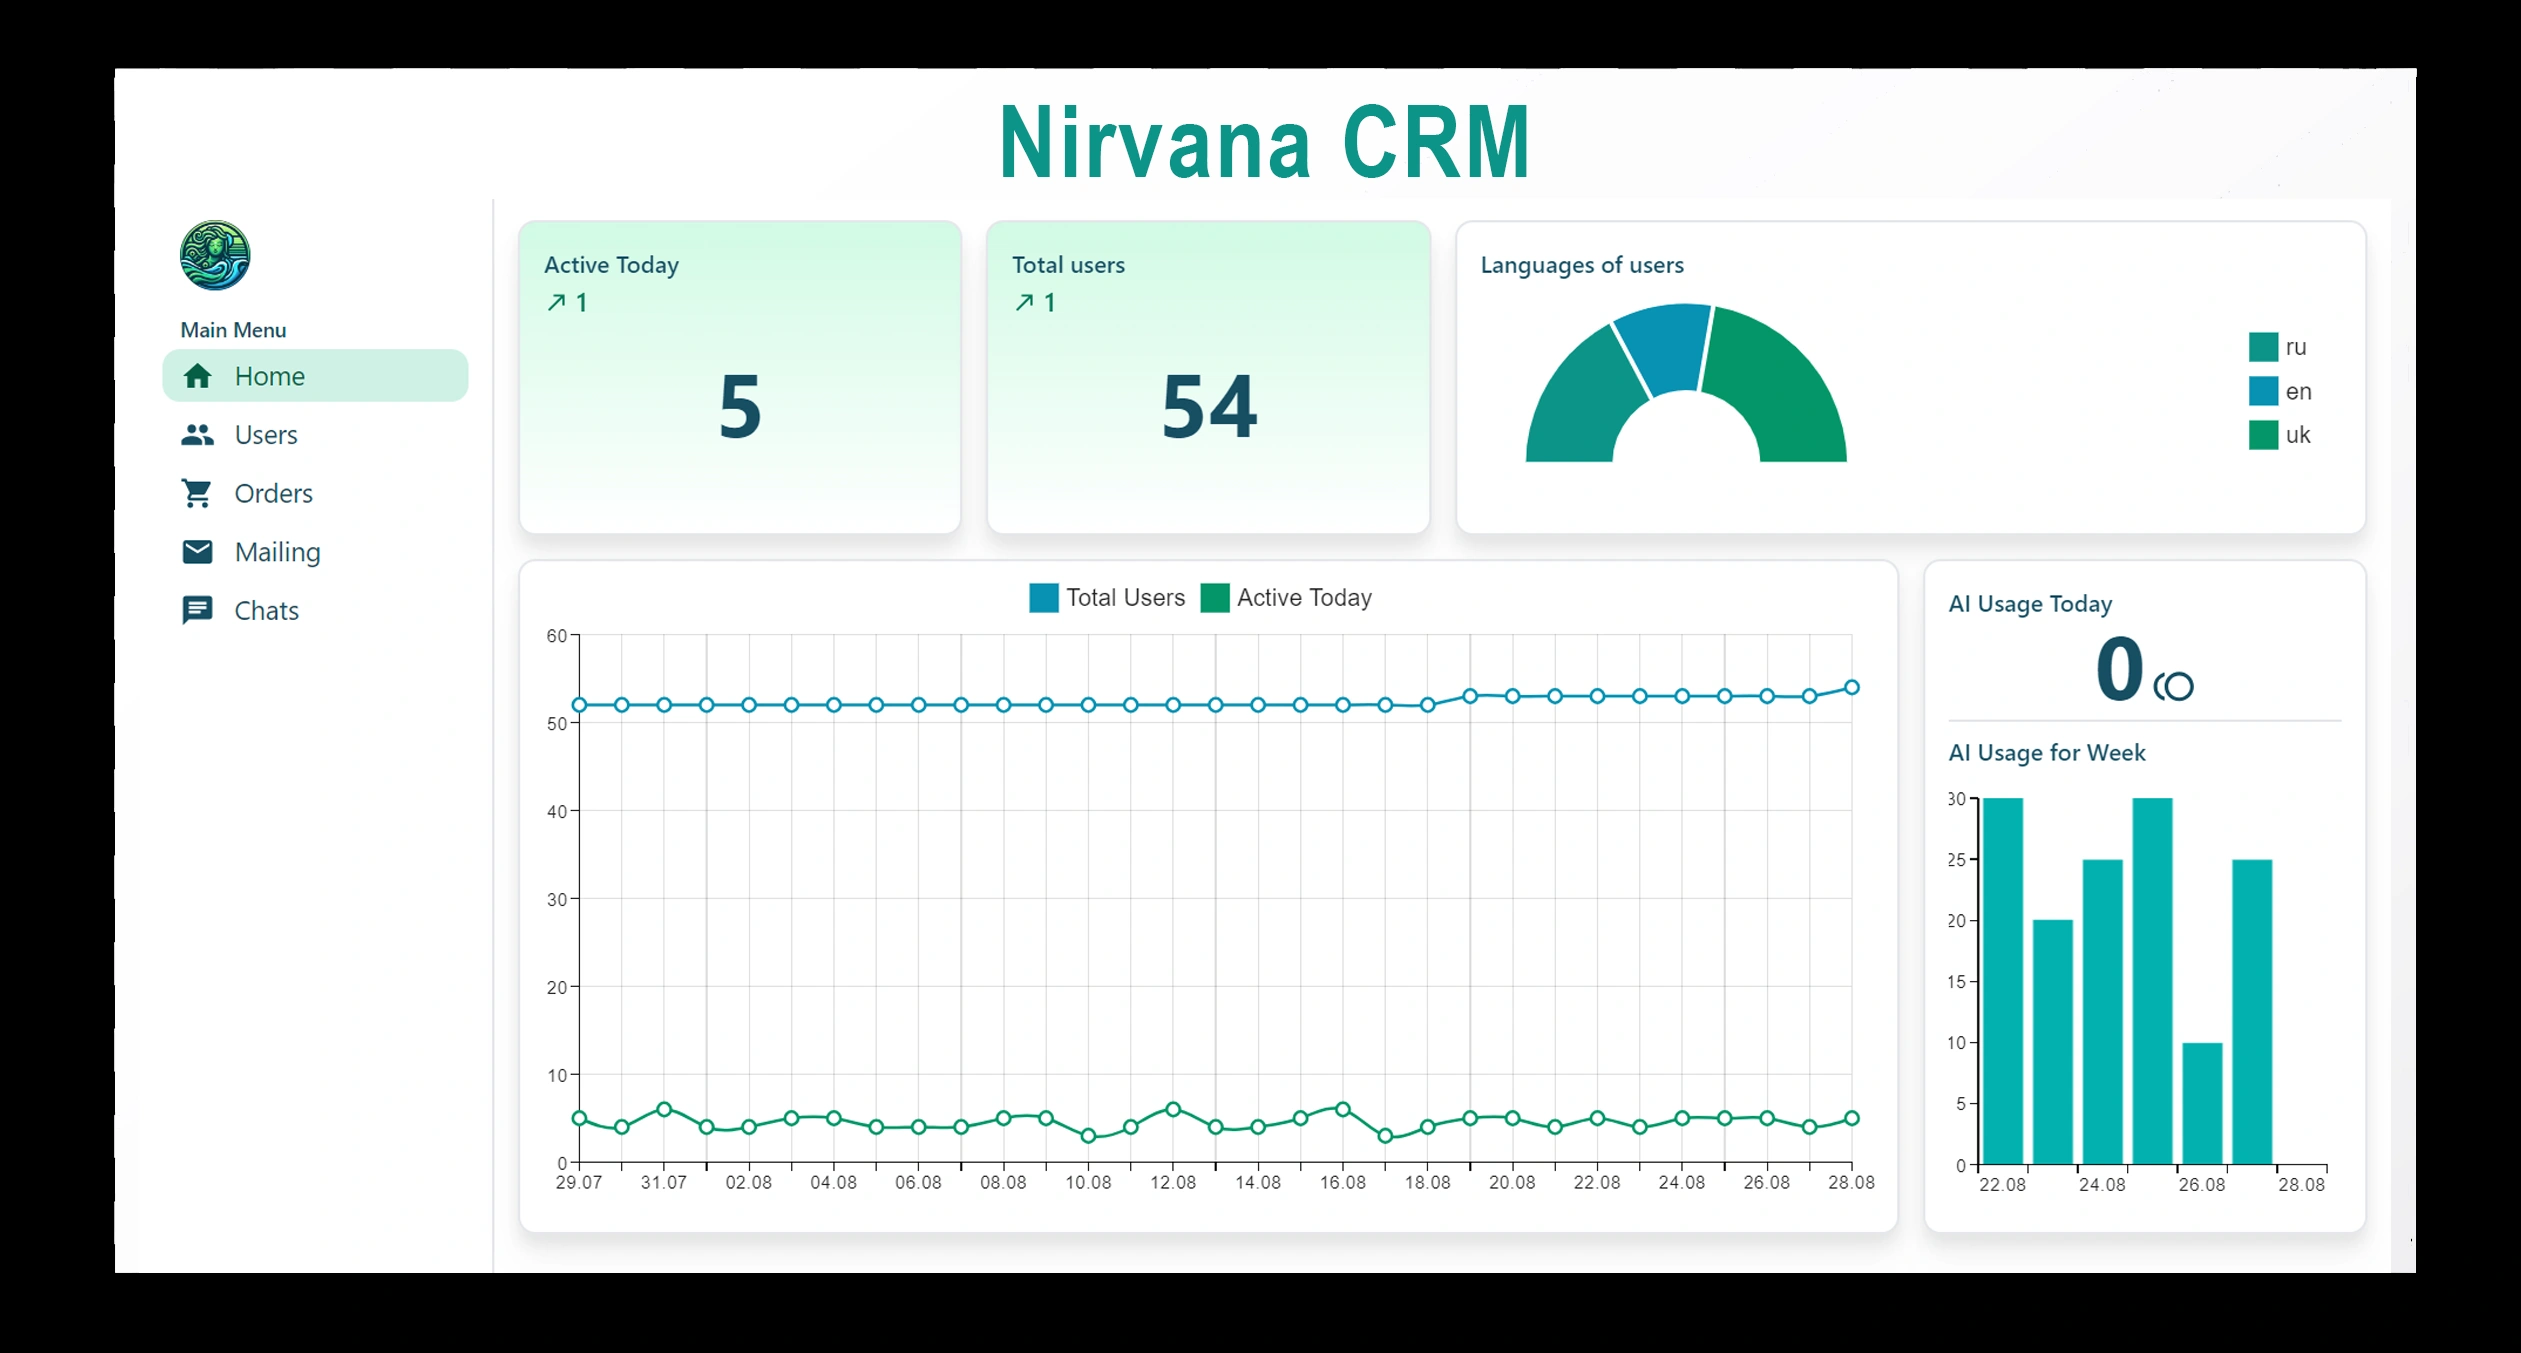 Nirvana CRM
Main Menu
Home
Users
Orders
Mailing
Chats
Active Today
1
5
Total users
1
54
Languages of users
ru
en
uk
Total Users Active Today
60
50
40
30
20
10
0
29.07 31.07 02.08 04.08 06.08 08.08 10.08 12.08 14.08 16.08 18.08 20.08 22.08 24.08 26.08 28.08
AI Usage Today
0
AI Usage for Week
30
25
20
15
10
5
0
22.08 24.08 26.08 28.08